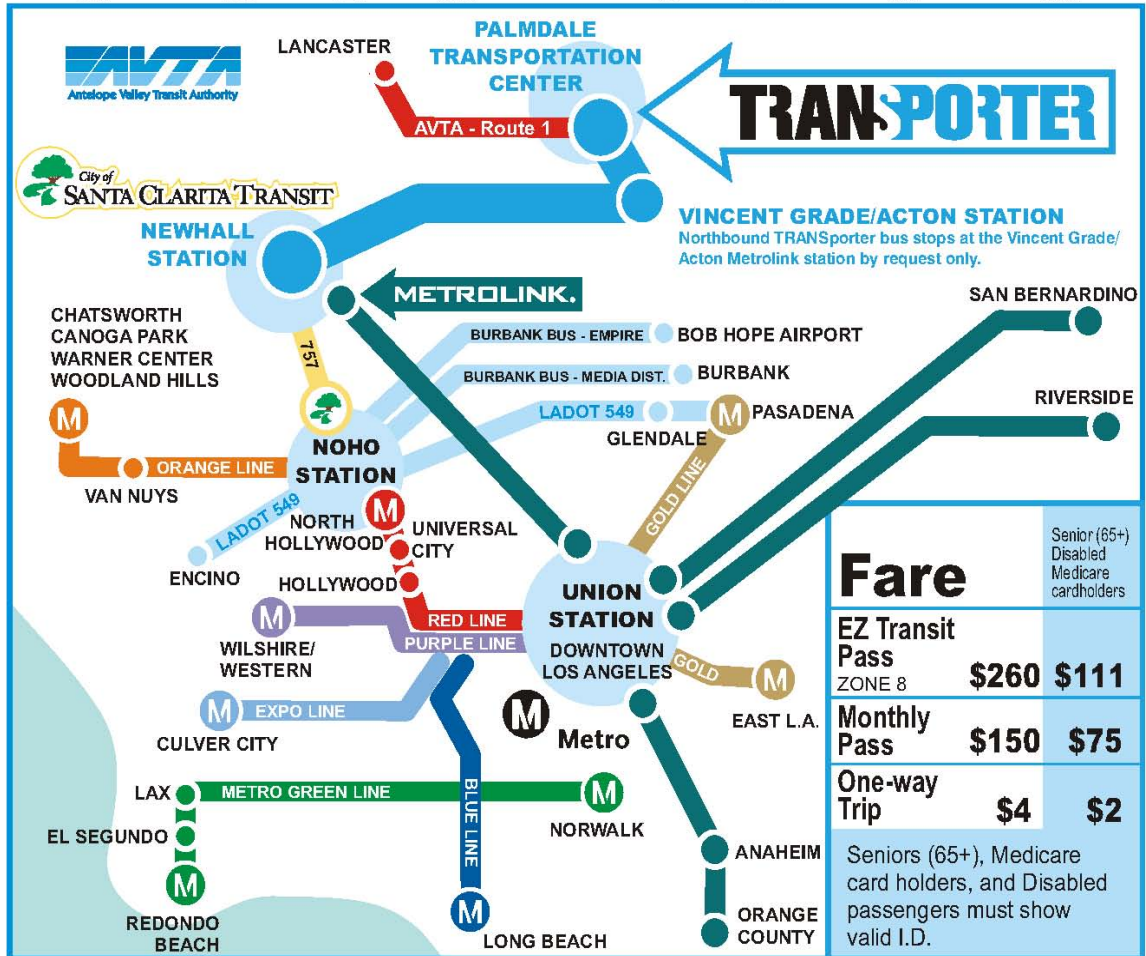 AVTA
Antelope Valley Transit Authority
LANCASTER
PALMDALE
TRANSPORTATION
CENTER
AVTA - Route 1
TRANSPORTER
City of
SANTA CLARITA TRANSIT
NEWHALL
STATION
VINCENT GRADE/ACTON STATION
Northbound TRANSporter bus stops at the Vincent Grade/
Acton Metrolink station by request only.
METROLINK.
SAN BERNARDINO
RIVERSIDE
CHATSWORTH
CANOGA PARK
WARNER CENTER
WOODLAND HILLS
M
757
BURBANK BUS - EMPIRE
BOB HOPE AIRPORT
BURBANK BUS - MEDIA DIST.
BURBANK
LADOT 549
GLENDALE
M
PASADENA
NOHO
STATION
ORANGE LINE
VAN NUYS
GOLD LINE
LADOT 549
ENCINO
NORTH
HOLLYWOOD
M
UNIVERSAL
CITY
HOLLYWOOD
RED LINE
PURPLE LINE
M
WILSHIRE/
WESTERN
UNION
STATION
DOWNTOWN
LOS ANGELES
GOLD
M
EAST L.A.
M
EXPO LINE
CULVER CITY
M
Metro
BLUE LINE
LAX
METRO GREEN LINE
M
NORWALK
EL SEGUNDO
M
REDONDO
BEACH
M
LONG BEACH
ANAHEIM
ORANGE
COUNTY
Fare
Senior (65+)
Disabled
Medicare
cardholders
EZ Transit
Pass
ZONE 8
$260 $111
Monthly
Pass
$150 $75
One-way
Trip
$4 $2
Seniors (65+), Medicare
card holders, and Disabled
passengers must show
valid I.D.